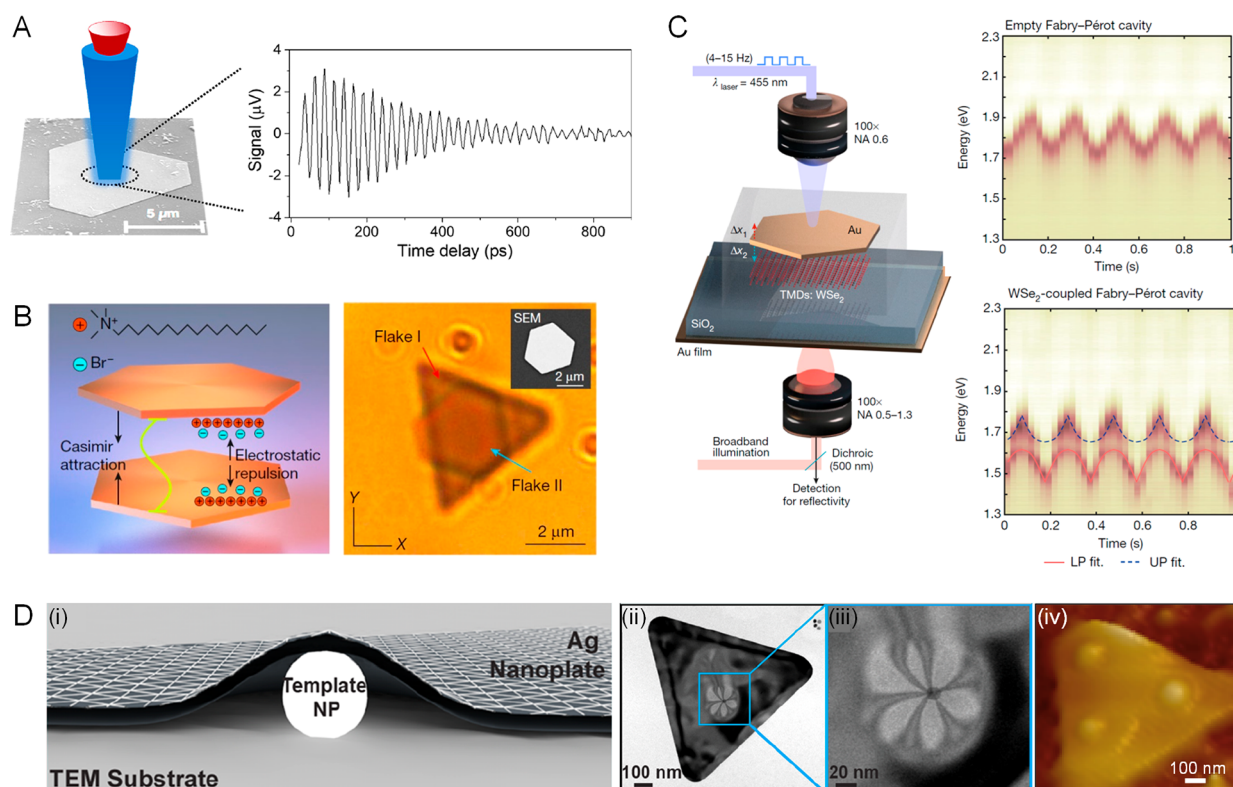 A
5 μm
Signal (μV)
4
2
0
-2
-4
0 200 400 600 800
Time delay (ps)
B
+ N+
− Br−
Casimir
attraction
Electrostatic
repulsion
Flake I
SEM
2 μm
Flake II
Y
X
2 μm
C
(4–15 Hz)
λ laser = 455 nm
100×
NA 0.6
Δx1
Δx2
Au
TMDs: WSe2
SiO2
Au film
100×
NA 0.5–1.3
Broadband
illumination
Dichroic
(500 nm)
Detection
for reflectivity
Empty Fabry–Pérot cavity
Energy (eV)
2.3
2.1
1.9
1.7
1.5
1.3
0 0.2 0.4 0.6 0.8 1
Time (s)
WSe2-coupled Fabry–Pérot cavity
Energy (eV)
2.3
2.1
1.9
1.7
1.5
1.3
0 0.2 0.4 0.6 0.8
Time (s)
LP fit. UP fit.
D
(i)
Ag
Nanoplate
Template
NP
TEM Substrate
(ii)
100 nm
(iii)
20 nm
(iv)
100 nm